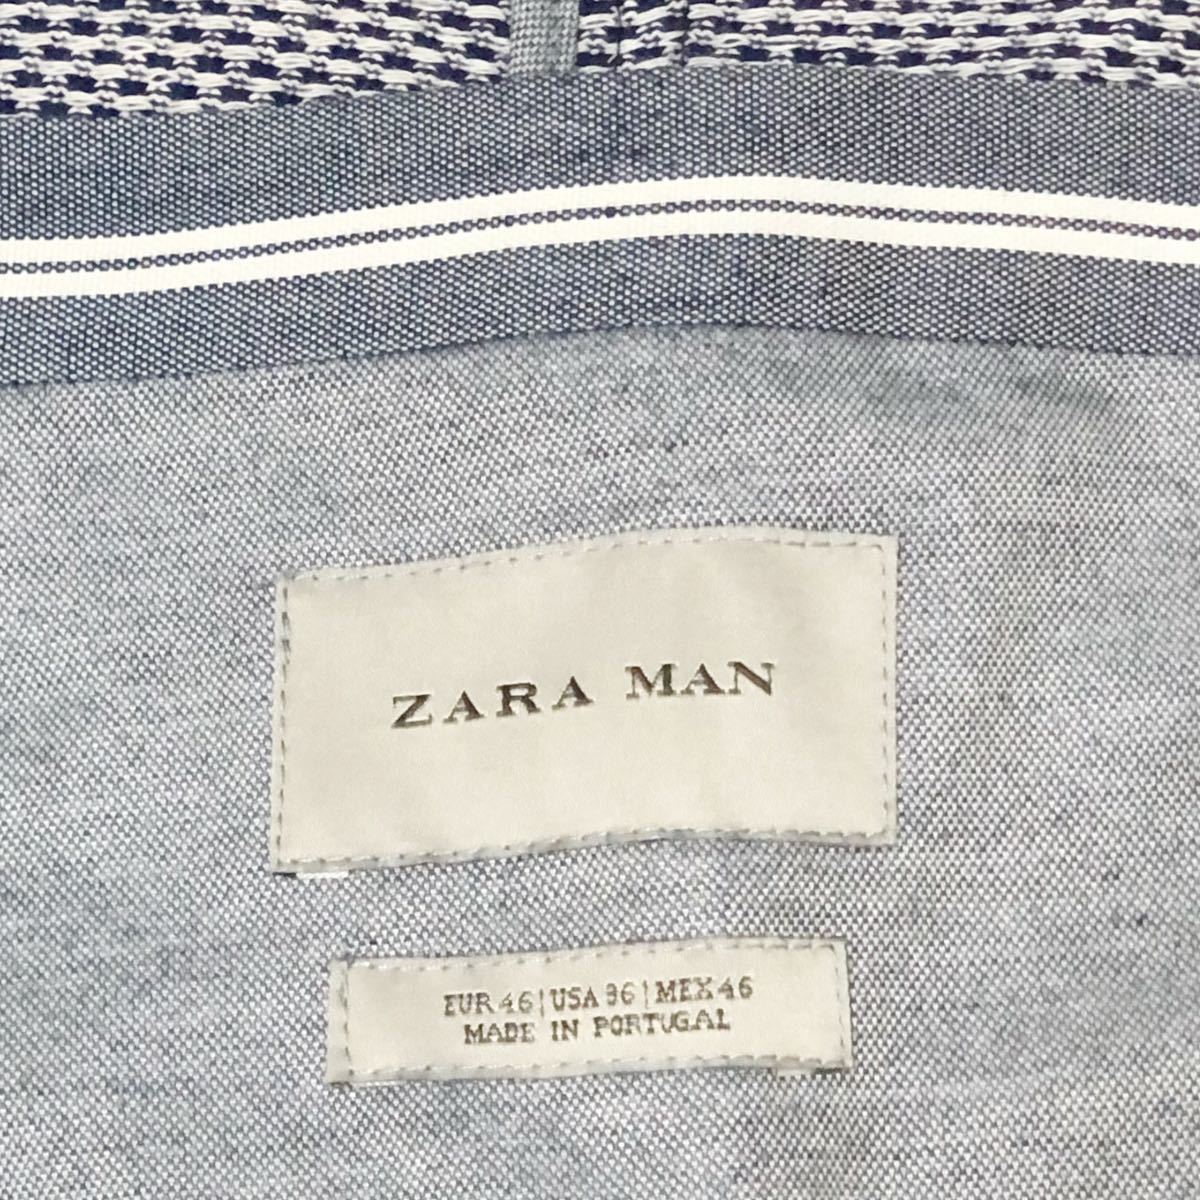 ZARA MAN
EUR 46 | USA 36 | MEX 46
MADE IN PORTUGAL